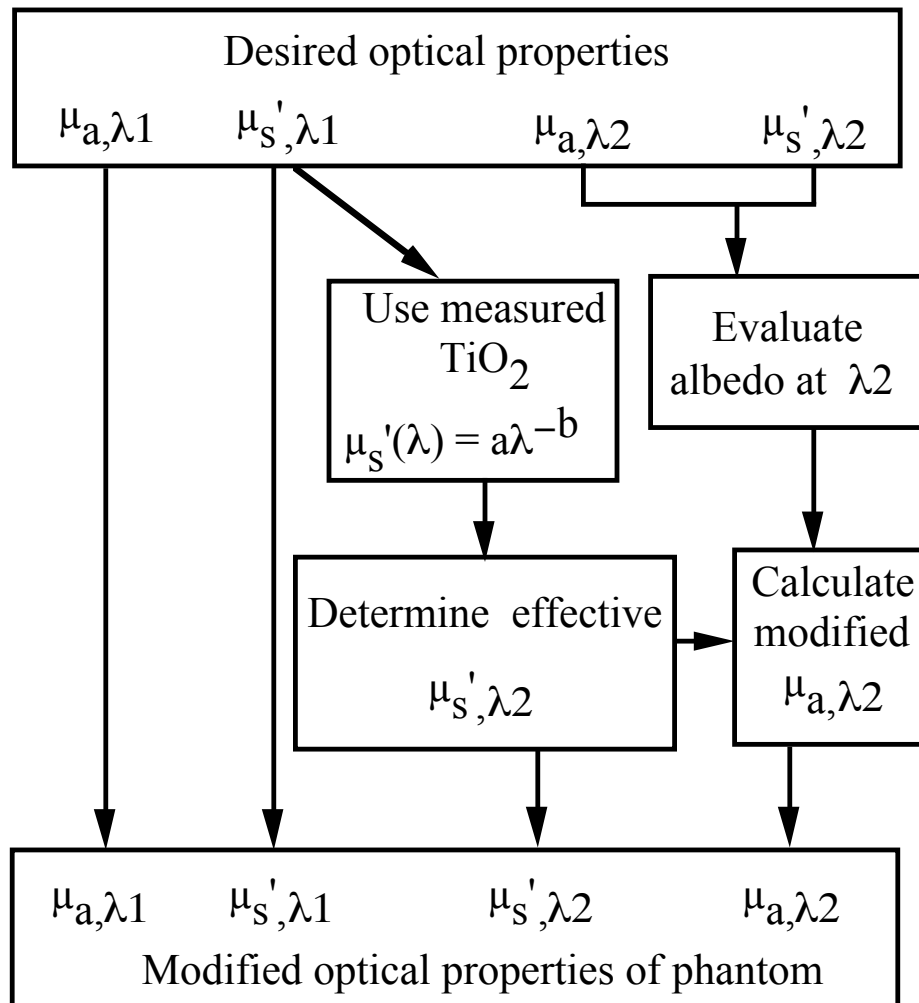 Desired optical properties
μa,λ1 μs',λ1 μa,λ2 μs',λ2
Use measured
TiO2
μs'(λ) = aλ−b
Evaluate
albedo at λ2
Determine effective
μs',λ2
Calculate
modified
μa,λ2
μa,λ1 μs',λ1 μs',λ2 μa,λ2
Modified optical properties of phantom